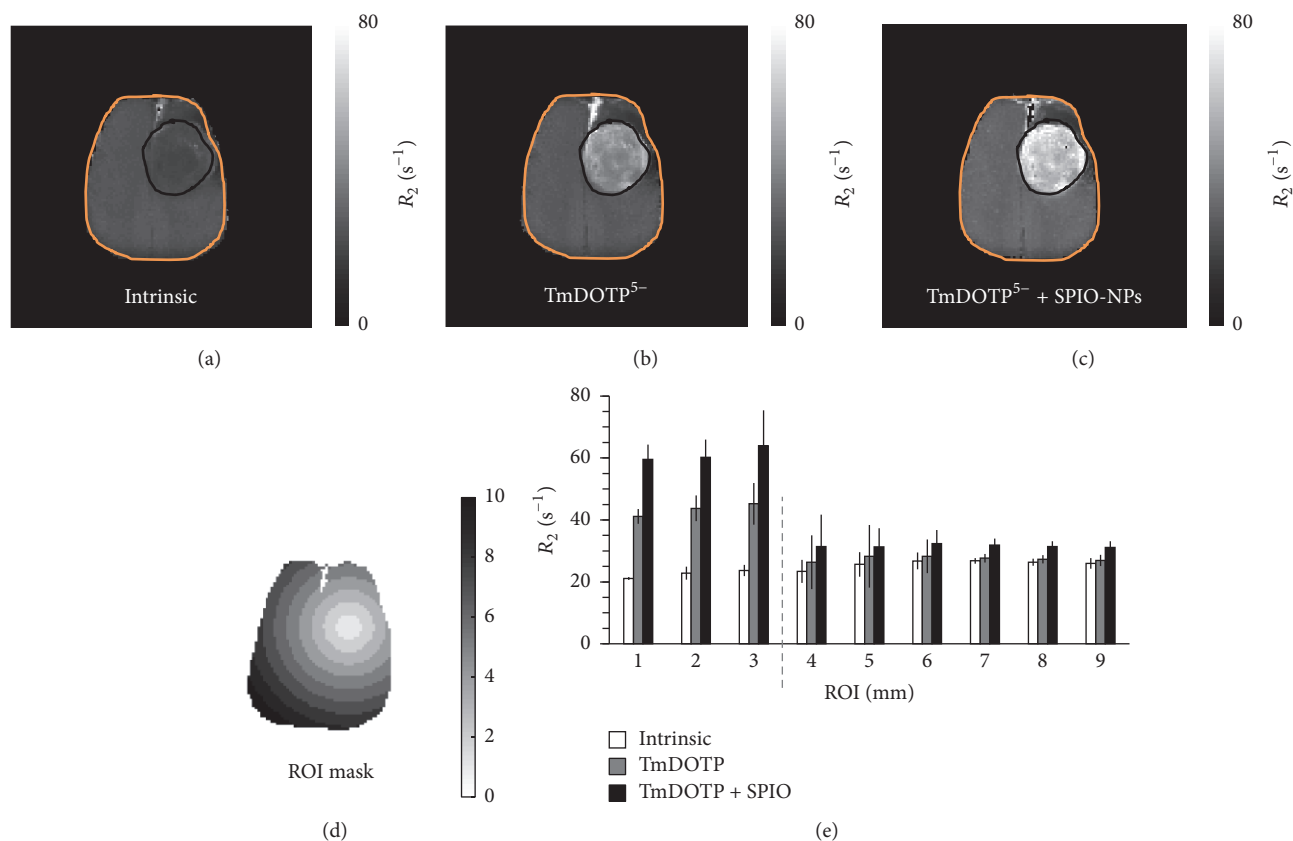 80
80
80
R₂ (s⁻¹)
R₂ (s⁻¹)
R₂ (s⁻¹)
Intrinsic
TmDOTP⁵⁻
TmDOTP⁵⁻ + SPIO-NPs
0
0
0
(a)
(b)
(c)
10
8
6
4
2
0
ROI mask
(d)
80
60
40
20
0
R₂ (s⁻¹)
1 2 3 4 5 6 7 8 9
ROI (mm)
Intrinsic
TmDOTP
TmDOTP + SPIO
(e)